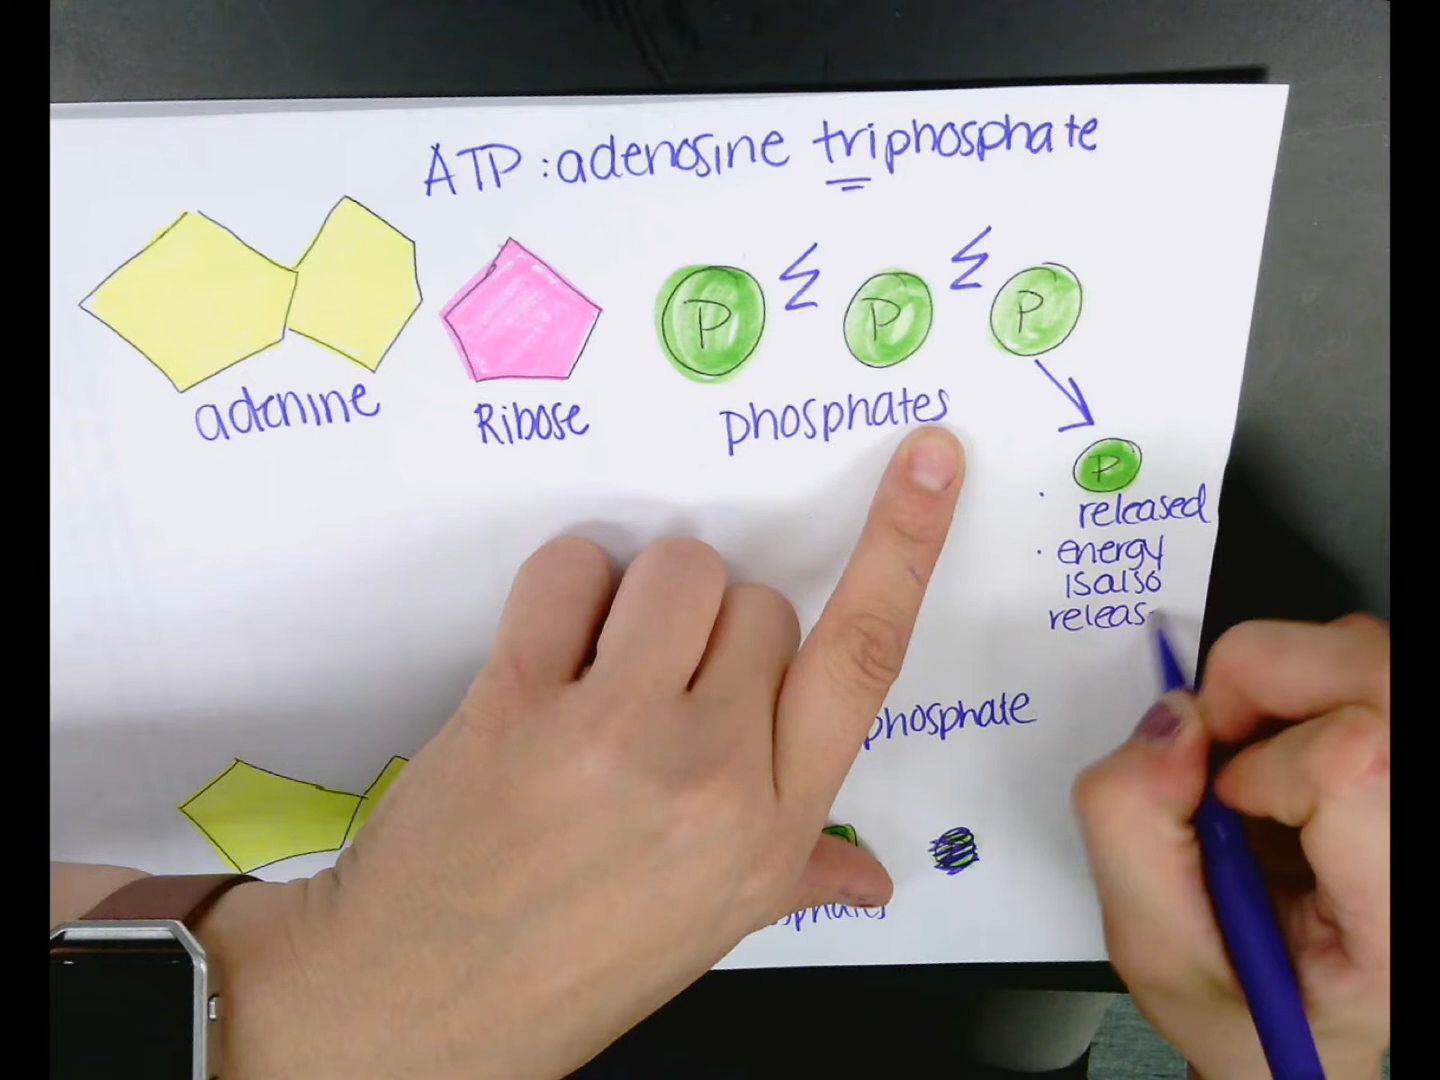 ATP : adenosine triphosphate
P P P
adenine Ribose phosphates
P
released
· energy
is also
releas
phosphate